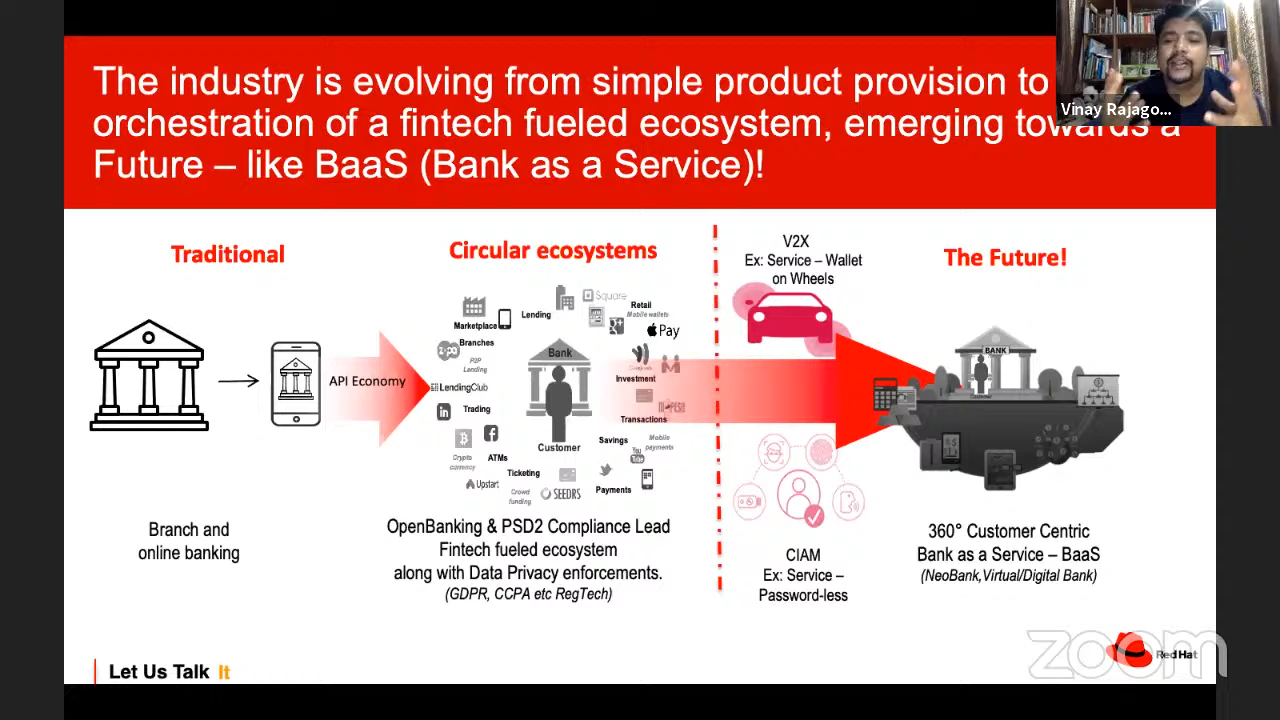 The industry is evolving from simple product provision to
orchestration of a fintech fueled ecosystem, emerging towards a
Future – like BaaS (Bank as a Service)!
Vinay Rajago...
Traditional
API Economy
Branch and
online banking
Circular ecosystems
Marketplace
Lending
Square
Retail
Mobile wallets
Pay
Branches
zopa
P2P
Lending
LendingClub
Bank
Investment
Trading
in
Transactions
Customer
Savings
Mobile
payments
You
Tube
Crypto
currency
ATMs
Ticketing
Upstart
Crowd
funding
SEEDRS
Payments
OpenBanking & PSD2 Compliance Lead
Fintech fueled ecosystem
along with Data Privacy enforcements.
(GDPR, CCPA etc RegTech)
V2X
Ex: Service – Wallet
on Wheels
CIAM
Ex: Service –
Password-less
The Future!
BANK
360° Customer Centric
Bank as a Service – BaaS
(NeoBank,Virtual/Digital Bank)
Let Us Talk It
zoom
Red Hat